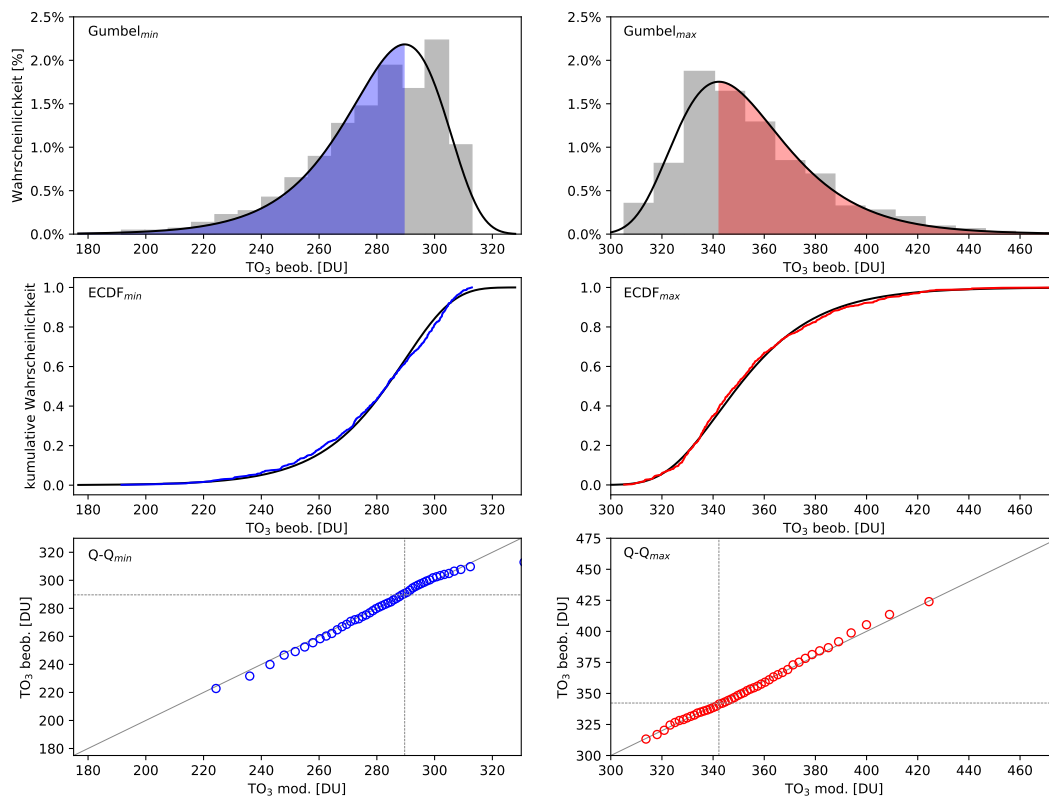 Gumbel_min
Wahrscheinlichkeit [%]
2.5%
2.0%
1.5%
1.0%
0.5%
0.0%
180 200 220 240 260 280 300 320
TO₃ beob. [DU]
Gumbel_max
2.5%
2.0%
1.5%
1.0%
0.5%
0.0%
300 320 340 360 380 400 420 440 460
TO₃ beob. [DU]
ECDF_min
kumulative Wahrscheinlichkeit
1.0
0.8
0.6
0.4
0.2
0.0
180 200 220 240 260 280 300 320
TO₃ beob. [DU]
ECDF_max
1.0
0.8
0.6
0.4
0.2
0.0
300 320 340 360 380 400 420 440 460
TO₃ beob. [DU]
Q-Q_min
TO₃ beob. [DU]
320
300
280
260
240
220
200
180
180 200 220 240 260 280 300 320
TO₃ mod. [DU]
Q-Q_max
TO₃ beob. [DU]
475
450
425
400
375
350
325
300
300 320 340 360 380 400 420 440 460
TO₃ mod. [DU]